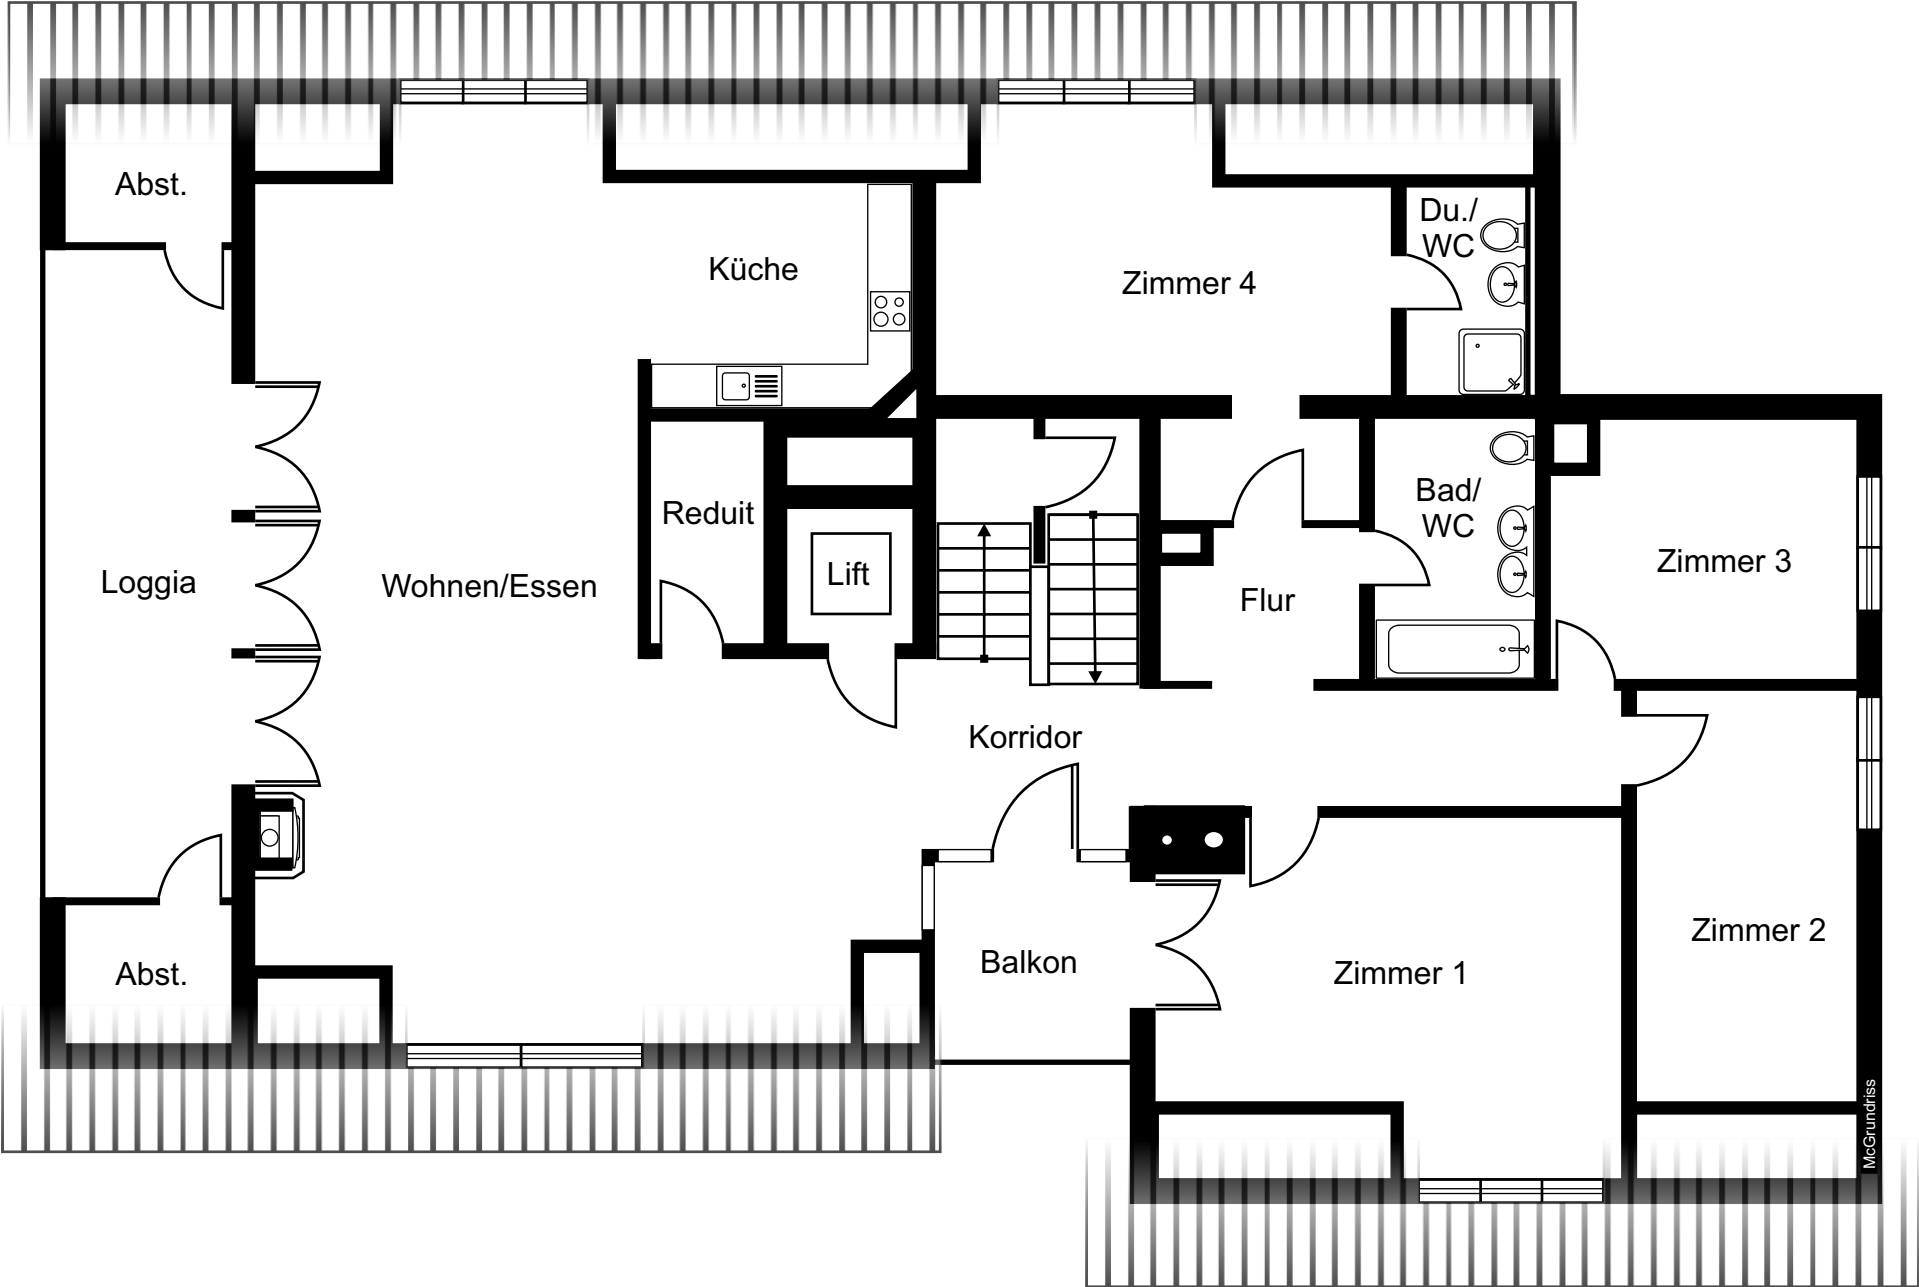 Abst.
Küche
Du./
WC
Zimmer 4
Reduit
Bad/
WC
Lift
Zimmer 3
Loggia
Wohnen/Essen
Flur
Korridor
Zimmer 2
Abst.
Balkon
Zimmer 1
McGrundriss